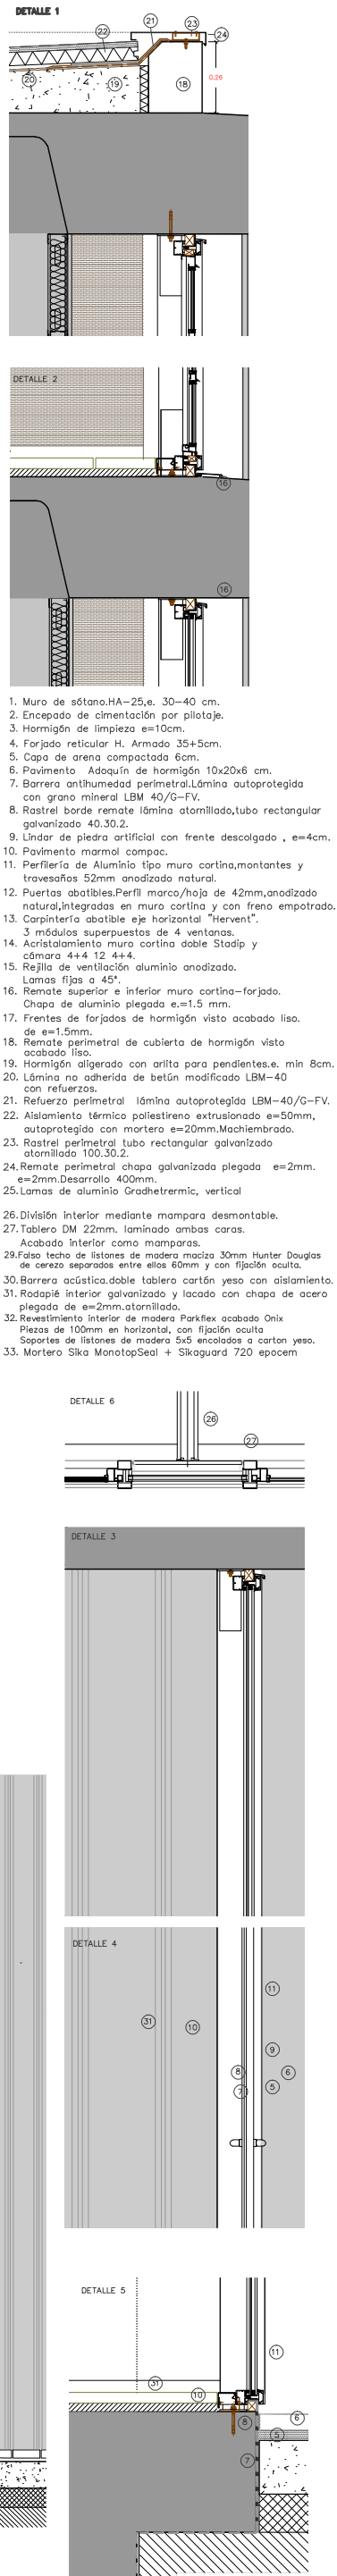 DETALLE 1
21
23
22
24
20
19
18
0.26
DETALLE 2
16
16
1. Muro de sótano.HA-25,e. 30-40 cm.
2. Encepado de cimentación por pilotaje.
3. Hormigón de limpieza e=10cm.
4. Forjado reticular H. Armado 35+5cm.
5. Capa de arena compactada 6cm.
6. Pavimento Adoquín de hormigón 10x20x6 cm.
7. Barrera antihumedad perimetral.Lámina autoprotegida
con grano mineral LBM 40/G-FV.
8. Rastrel borde remate lámina atornillado,tubo rectangular
galvanizado 40.30.2.
9. Lindar de piedra artificial con frente descolgado , e=4cm.
10. Pavimento marmol compac.
11. Perfilería de Aluminio tipo muro cortina,montantes y
travesaños 52mm anodizado natural.
12. Puertas abatibles.Perfil marco/hoja de 42mm,anodizado
natural,integradas en muro cortina y con freno empotrado.
13. Carpintería abatible eje horizontal "Hervent".
3 módulos superpuestos de 4 ventanas.
14. Acristalamiento muro cortina doble Stadip y
cámara 4+4 12 4+4.
15. Rejilla de ventilación aluminio anodizado.
Lamas fijas a 45°.
16. Remate superior e inferior muro cortina-forjado.
Chapa de aluminio plegada e.=1.5 mm.
17. Frentes de forjados de hormigón visto acabado liso.
de e=1.5mm.
18. Remate perimetral de cubierta de hormigón visto
acabado liso.
19. Hormigón aligerado con arlita para pendientes.e. min 8cm.
20. Lámina no adherida de betún modificado LBM-40
con refuerzos.
21. Refuerzo perimetral lámina autoprotegida LBM-40/G-FV.
22. Aislamiento térmico poliestireno extrusionado e=50mm,
autoprotegido con mortero e=20mm.Machiembrado.
23. Rastrel perimetral tubo rectangular galvanizado
atornillado 100.30.2.
24. Remate perimetral chapa galvanizada plegada e=2mm.
e=2mm.Desarrollo 400mm.
25. Lamas de aluminio Gradhetrermic, vertical
26. División interior mediante mampara desmontable.
27. Tablero DM 22mm. laminado ambas caras.
Acabado interior como mamparas.
29. Falso techo de listones de madera maciza 30mm Hunter Douglas
de cerezo separados entre ellos 60mm y con fijación oculta.
30. Barrera acústica.doble tablero cartón yeso con aislamiento.
31. Rodapié interior galvanizado y lacado con chapa de acero
plegada de e=2mm.atornillado.
32. Revestimiento interior de madera Parkflex acabado Onix
Piezas de 100mm en horizontal, con fijación oculta
Soportes de listones de madera 5x5 encolados a carton yeso.
33. Mortero Sika MonotopSeal + Sikaguard 720 epocem
DETALLE 6
26
27
DETALLE 3
DETALLE 4
11
31
10
9
8
6
7
5
DETALLE 5
11
31
10
6
8
5
7